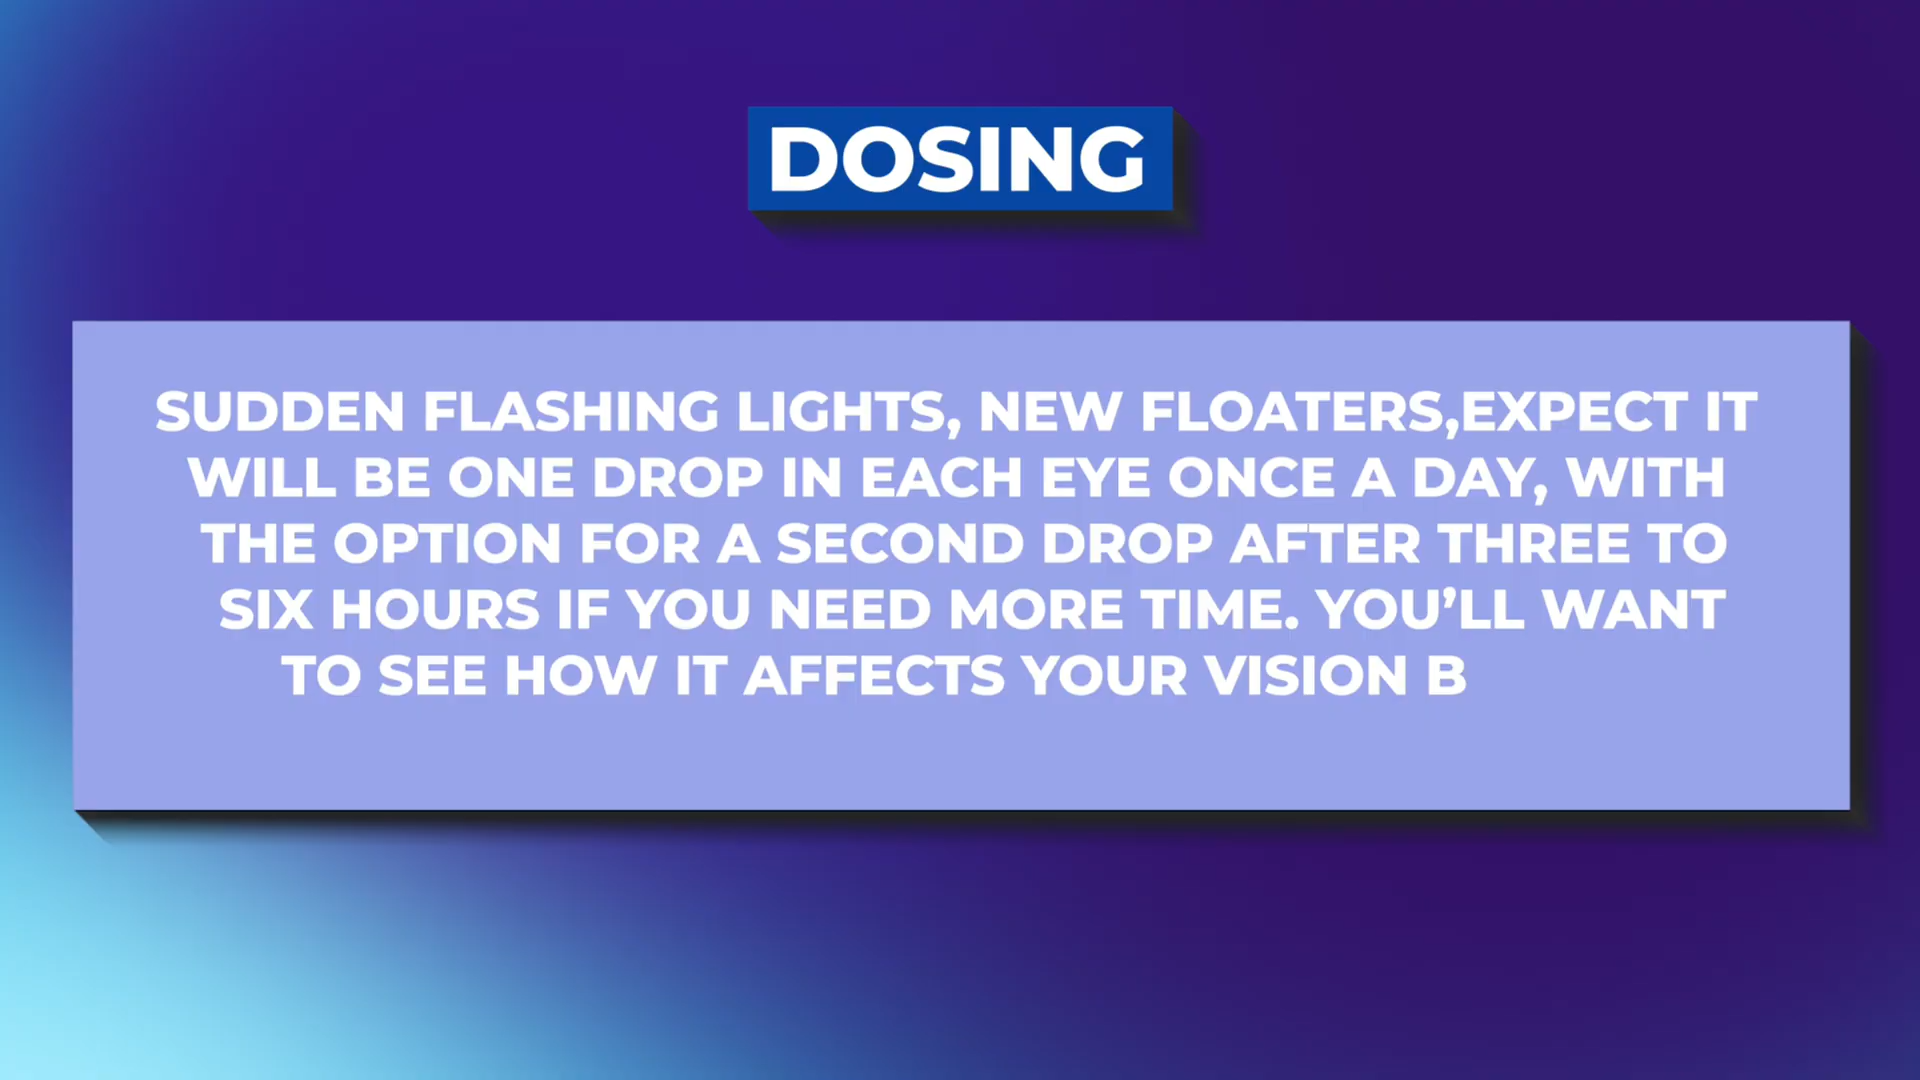 DOSING
SUDDEN FLASHING LIGHTS, NEW FLOATERS,EXPECT IT
WILL BE ONE DROP IN EACH EYE ONCE A DAY, WITH
THE OPTION FOR A SECOND DROP AFTER THREE TO
SIX HOURS IF YOU NEED MORE TIME. YOU’LL WANT
TO SEE HOW IT AFFECTS YOUR VISION B